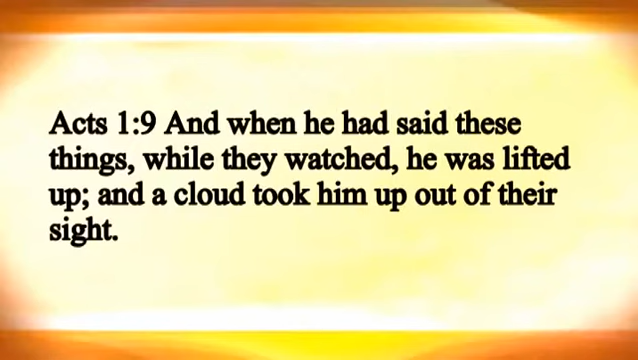 Acts 1:9 And when he had said these
things, while they watched, he was lifted
up; and a cloud took him up out of their
sight.